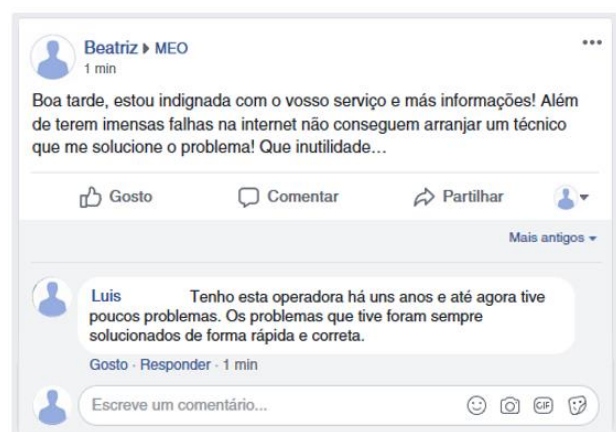 Beatriz ▸ MEO
1 min
Boa tarde, estou indignada com o vosso serviço e más informações! Além
de terem imensas falhas na internet não conseguem arranjar um técnico
que me solucione o problema! Que inutilidade…
Gosto Comentar Partilhar
Mais antigos
Luis Tenho esta operadora há uns anos e até agora tive
poucos problemas. Os problemas que tive foram sempre
solucionados de forma rápida e correta.
Gosto · Responder · 1 min
Escreve um comentário... GIF